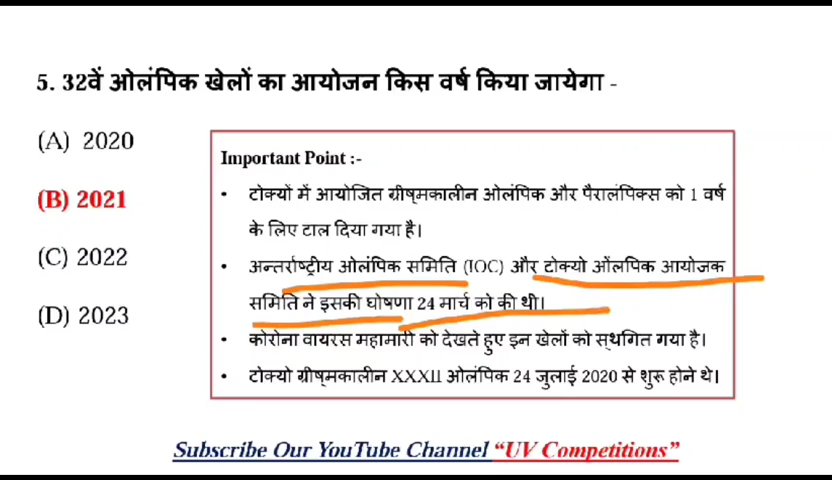 5. 32वें ओलंपिक खेलों का आयोजन किस वर्ष किया जायेगा -
(A) 2020
(B) 2021
(C) 2022
(D) 2023
Important Point :-
• टोक्यों में आयोजित ग्रीष्मकालीन ओलंपिक और पैरालंपिक्स को 1 वर्ष
के लिए टाल दिया गया है।
• अन्तर्राष्ट्रीय ओलंपिक समिति (IOC) और टोक्यो ओंलपिक आयोजक
समिति ने इसकी घोषणा 24 मार्च को की थी।
• कोरोना वायरस महामारी को देखते हुए इन खेलों को स्थगित गया है।
• टोक्यो ग्रीष्मकालीन XXXII ओलंपिक 24 जुलाई 2020 से शुरू होने थे।
Subscribe Our YouTube Channel “UV Competitions”